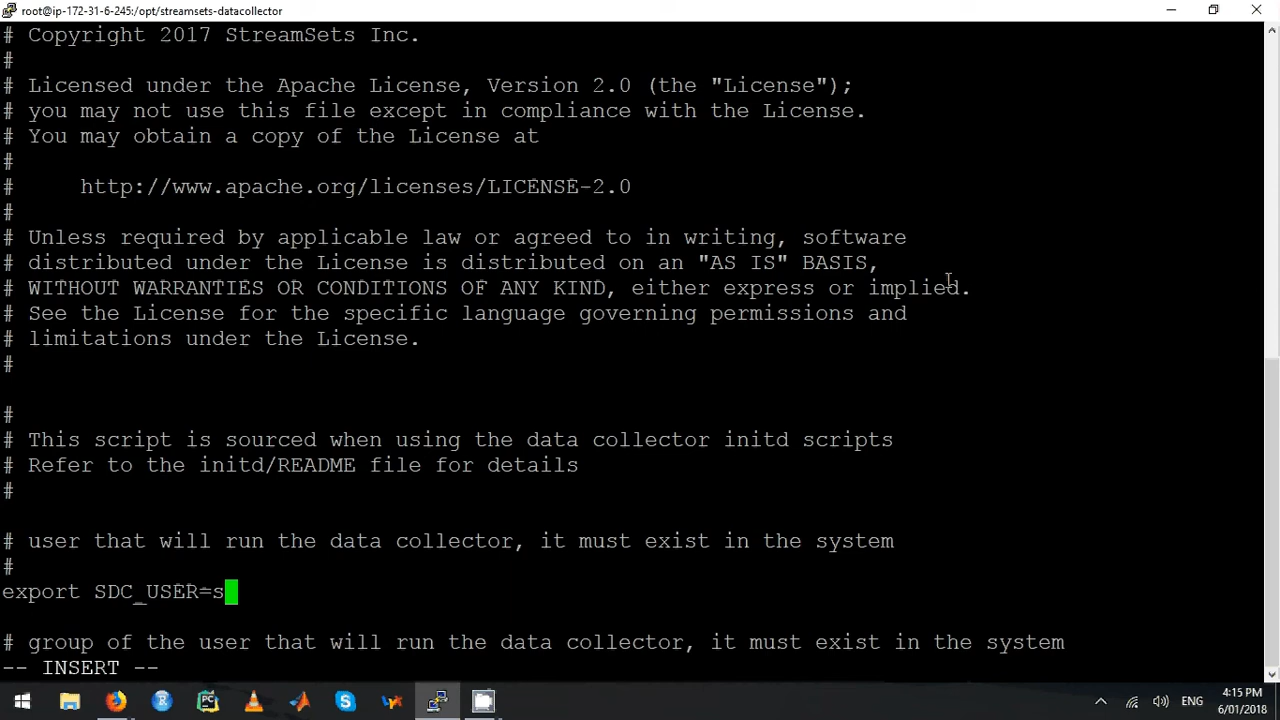 root@ip-172-31-6-245:/opt/streamsets-datacollector
# Copyright 2017 StreamSets Inc.
#
# Licensed under the Apache License, Version 2.0 (the "License");
# you may not use this file except in compliance with the License.
# You may obtain a copy of the License at
#
#     http://www.apache.org/licenses/LICENSE-2.0
#
# Unless required by applicable law or agreed to in writing, software
# distributed under the License is distributed on an "AS IS" BASIS,
# WITHOUT WARRANTIES OR CONDITIONS OF ANY KIND, either express or implied.
# See the License for the specific language governing permissions and
# limitations under the License.
#
#
# This script is sourced when using the data collector initd scripts
# Refer to the initd/README file for details
#
# user that will run the data collector, it must exist in the system
#
export SDC_USER=s
# group of the user that will run the data collector, it must exist in the system
-- INSERT --
R
PC
S
ENG
4:15 PM
6/01/2018